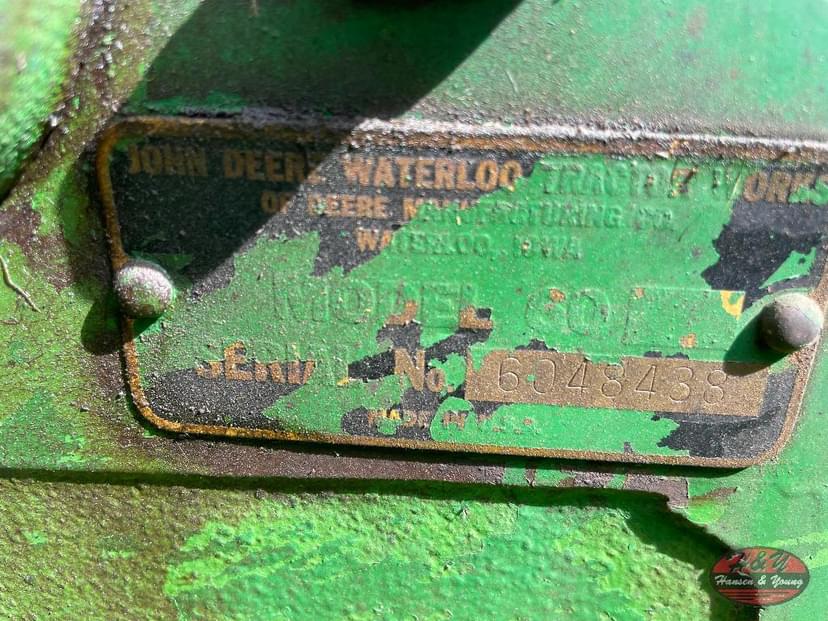 JOHN DEERE WATERLOO TRACTOR WORKS
OF DEERE MANUFACTURING CO.
WATERLOO, IOWA
MODEL 60
SERIAL No. 6048438
MADE IN U.S.A.
H&Y
Hansen & Young